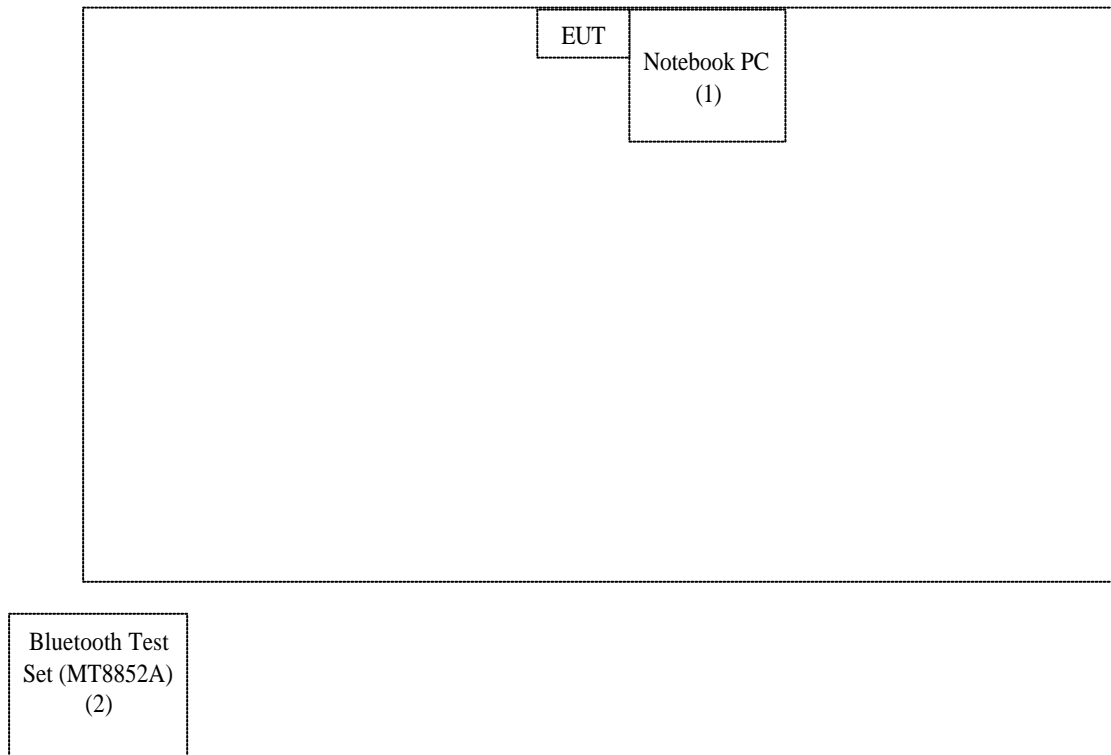 EUT
Notebook PC
(1)
Bluetooth Test
Set (MT8852A)
(2)